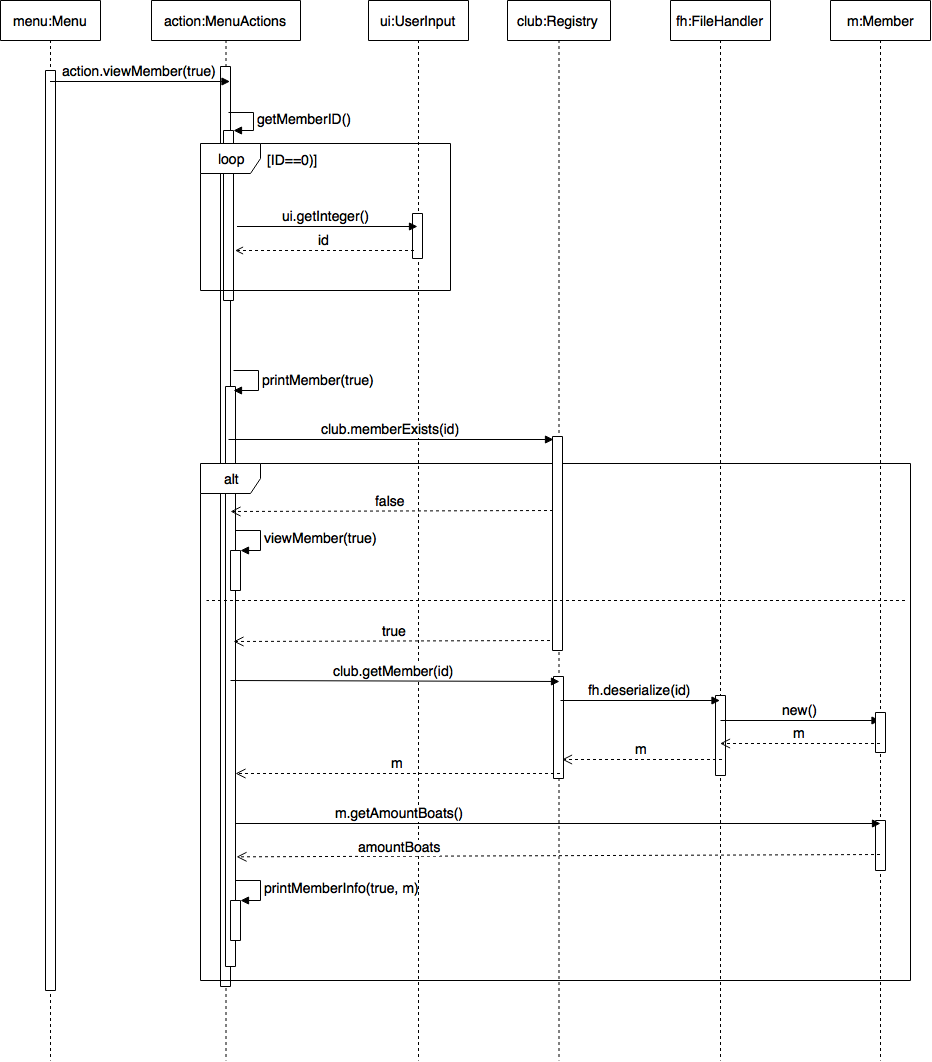 menu:Menu
action:MenuActions
ui:UserInput
club:Registry
fh:FileHandler
m:Member
action.viewMember(true)
getMemberID()
loop
[ID==0)]
ui.getInteger()
id
printMember(true)
club.memberExists(id)
alt
false
viewMember(true)
true
club.getMember(id)
fh.deserialize(id)
new()
m
m
m
m.getAmountBoats()
amountBoats
printMemberInfo(true, m)